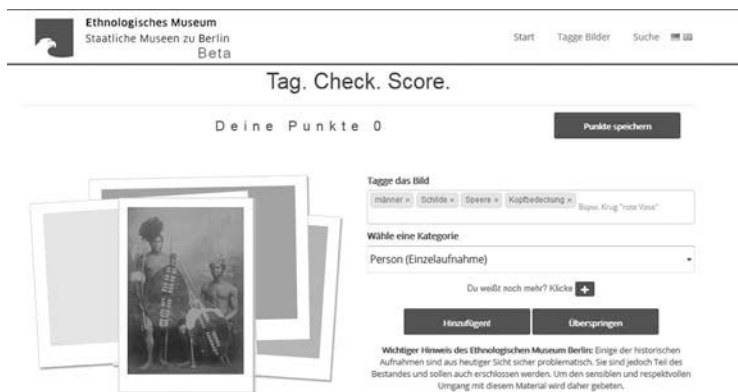 Ethnologisches Museum
Staatliche Museen zu Berlin
Beta
Start Tagge Bilder Suche
Tag. Check. Score.
Deine Punkte 0
Punkte speichern
Tagge das Bild
männer × Schilde × Speere × Kopfbedeckung × Bspw. Krug "rote Vase"
Wähle eine Kategorie
Person (Einzelaufnahme)
Du weißt noch mehr? Klicke +
Hinzufügen!
Überspringen
Wichtiger Hinweis des Ethnologischen Museum Berlin: Einige der historischen
Aufnahmen sind aus heutiger Sicht sicher problematisch. Sie sind jedoch Teil des
Bestandes und sollen auch erschlossen werden. Um den sensiblen und respektvollen
Umgang mit diesem Material wird daher gebeten.